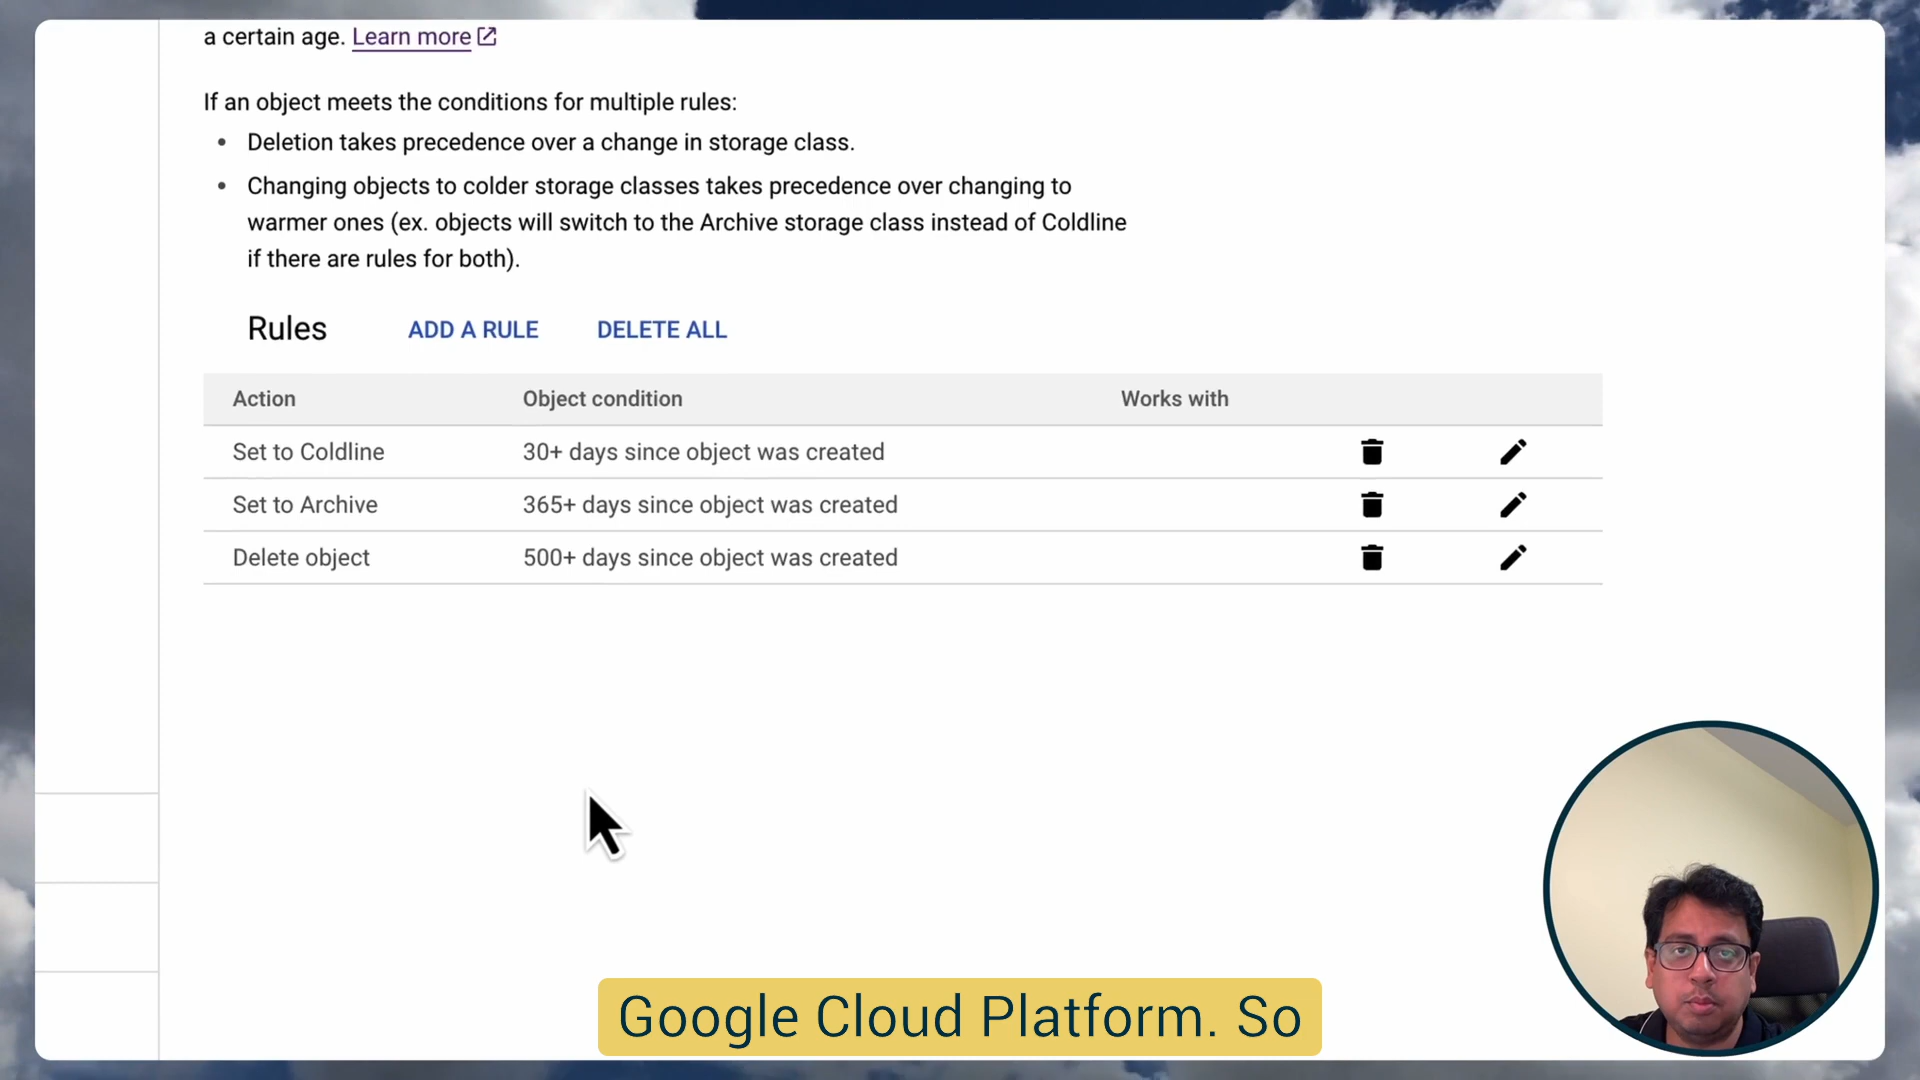 a certain age. Learn more
If an object meets the conditions for multiple rules:
• Deletion takes precedence over a change in storage class.
• Changing objects to colder storage classes takes precedence over changing to
warmer ones (ex. objects will switch to the Archive storage class instead of Coldline
if there are rules for both).
Rules ADD A RULE DELETE ALL
Action Object condition Works with
Set to Coldline 30+ days since object was created
Set to Archive 365+ days since object was created
Delete object 500+ days since object was created
Google Cloud Platform. So